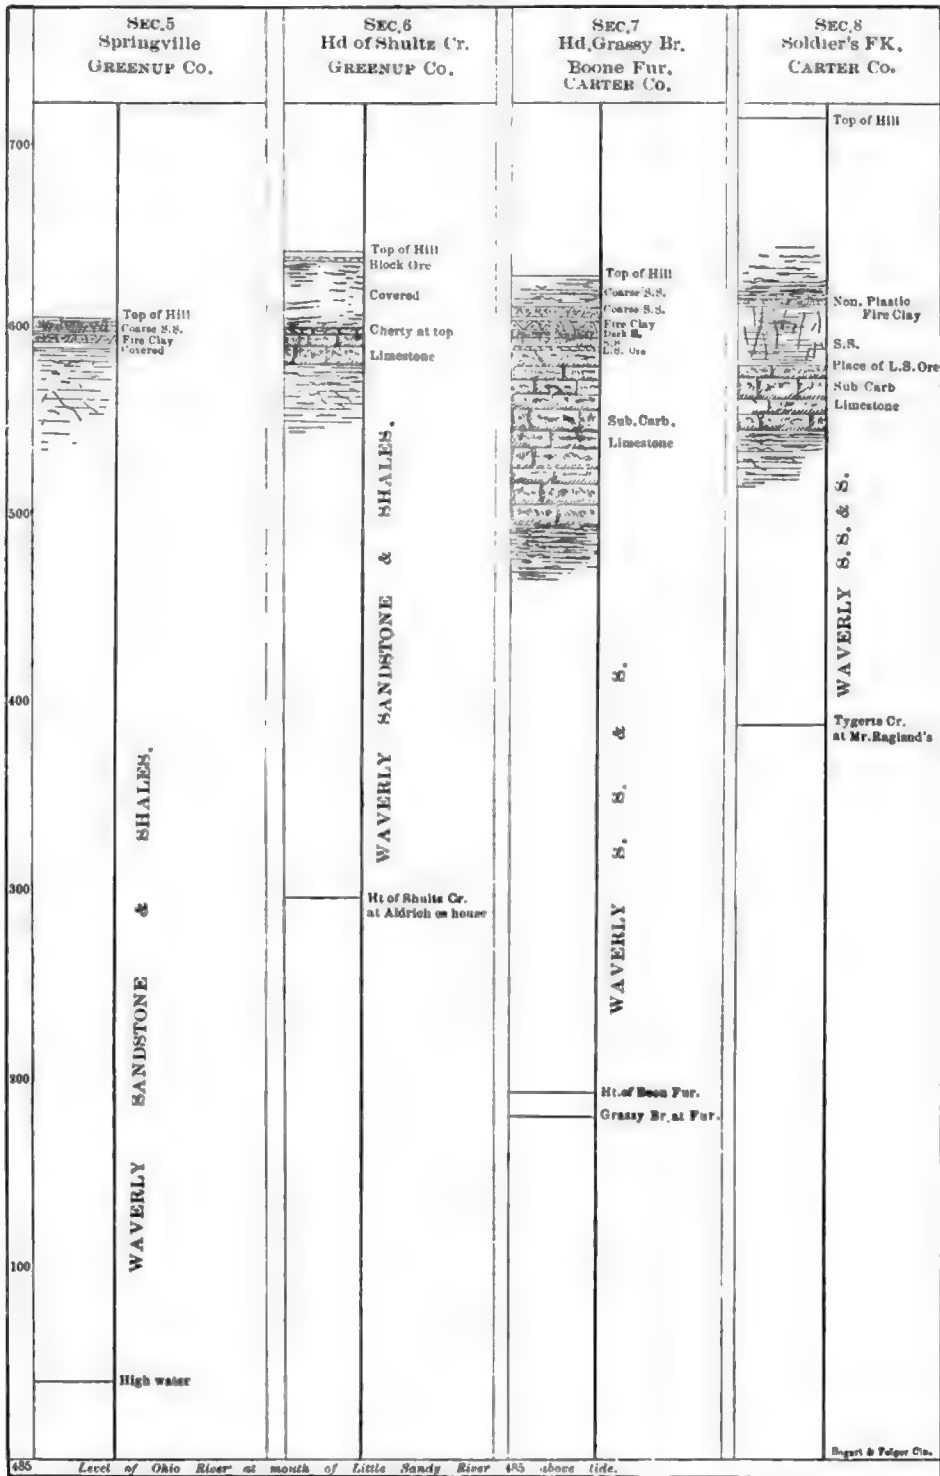 SEC.5
Springville
GREENUP Co.
SEC.6
Hd of Shultz Cr.
GREENUP Co.
SEC.7
Hd. Grassy Br.
Boone Fur.
CARTER Co.
SEC.8
Soldier's FK.
CARTER Co.
700
600
500
400
300
200
100
485
Top of Hill
Coarse S.S.
Fire Clay
Covered
WAVERLY SANDSTONE & SHALES.
High water
Top of Hill
Block Ore
Covered
Cherty at top
Limestone
WAVERLY SANDSTONE & SHALES.
Ht of Shultz Cr.
at Aldrich house
Top of Hill
Coarse S.S.
Coarse S.S.
Fire Clay
Dark
S.S
L.S. Ore
Sub. Carb.
Limestone
WAVERLY S. S. & S.
Ht. of Boon Fur.
Grassy Br. at Fur.
Top of Hill
Non. Plastic
Fire Clay
S.S.
Place of L.S. Ore
Sub Carb
Limestone
WAVERLY S.S. & S.
Tygerts Cr.
at Mr. Ragland's
Bogart & Folger Cin.
Level of Ohio River at mouth of Little Sandy River 485 above tide.